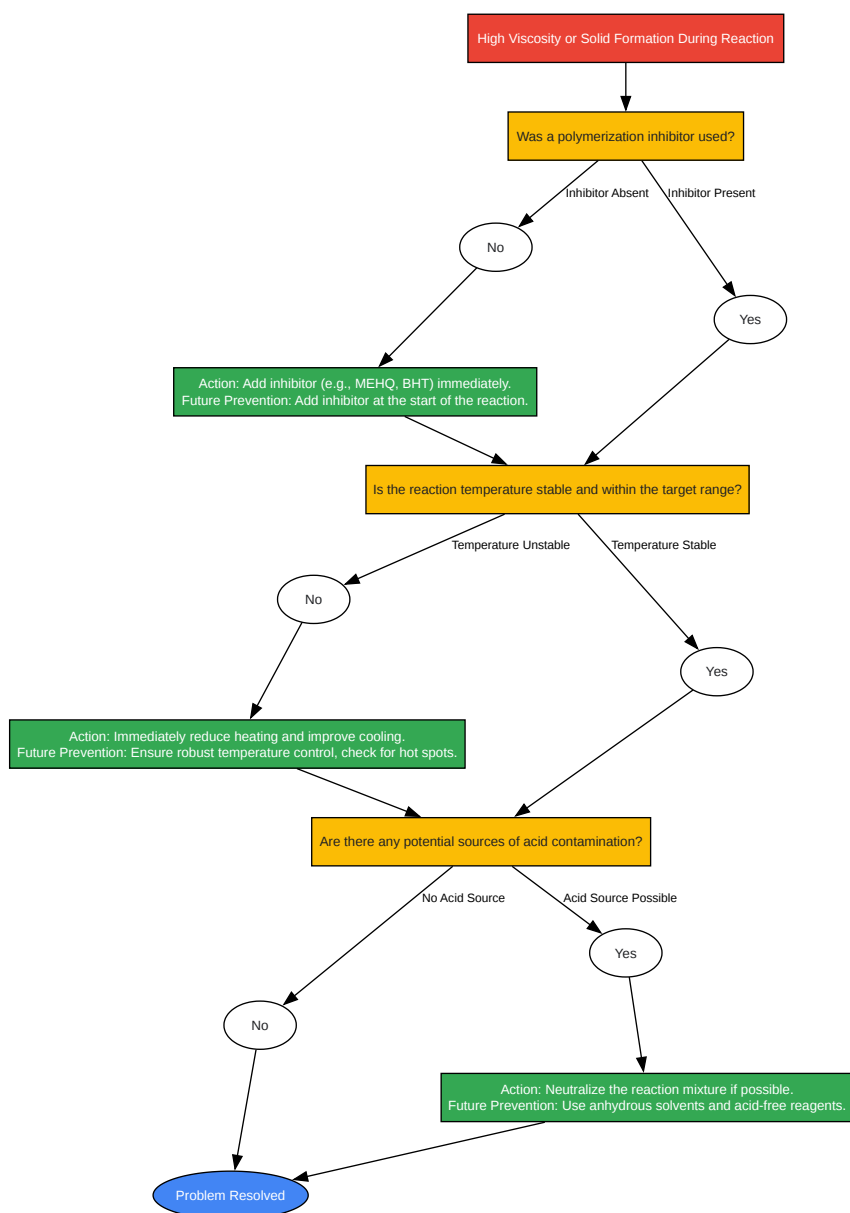 High Viscosity or Solid Formation During Reaction
Was a polymerization inhibitor used?
Inhibitor Absent
Inhibitor Present
No
Yes
Action: Add inhibitor (e.g., MEHQ, BHT) immediately.
Future Prevention: Add inhibitor at the start of the reaction.
Is the reaction temperature stable and within the target range?
Temperature Unstable
Temperature Stable
No
Yes
Action: Immediately reduce heating and improve cooling.
Future Prevention: Ensure robust temperature control, check for hot spots.
Are there any potential sources of acid contamination?
No Acid Source
Acid Source Possible
Yes
No
Action: Neutralize the reaction mixture if possible.
Future Prevention: Use anhydrous solvents and acid-free reagents.
Problem Resolved